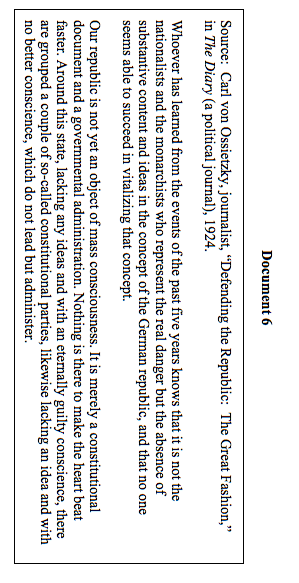 Document 6
Source:  Carl von Ossietzky, journalist, “Defending the Republic:  The Great Fashion,”
in The Diary (a political journal), 1924.
Whoever has learned from the events of the past five years knows that it is not the
nationalists and the monarchists who represent the real danger but the absence of
substantive content and ideas in the concept of the German republic, and that no one
seems able to succeed in vitalizing that concept.
Our republic is not yet an object of mass consciousness. It is merely a constitutional
document and a governmental administration. Nothing is there to make the heart beat
faster. Around this state, lacking any ideas and with an eternally guilty conscience, there
are grouped a couple of so-called constitutional parties, likewise lacking an idea and with
no better conscience, which do not lead but administer.